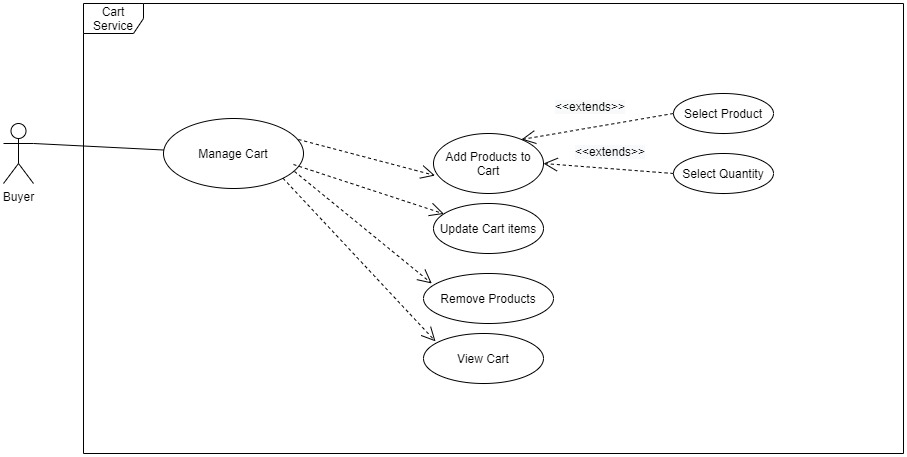 Cart
Service
<<extends>>
Select Product
Manage Cart
Add Products to
Cart
<<extends>>
Select Quantity
Buyer
Update Cart items
Remove Products
View Cart